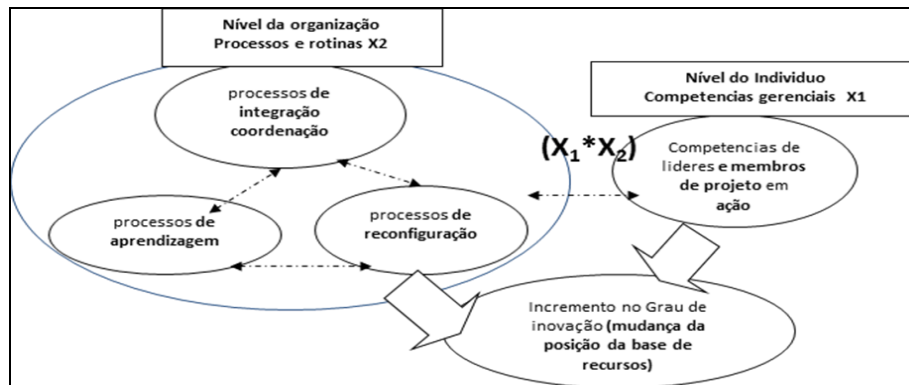 Nível da organização
Processos e rotinas X2
processos de
integração
coordenação
processos de
aprendizagem
processos de
reconfiguração
(X₁*X₂)
Nível do Individuo
Competencias gerenciais X1
Competencias de
lideres e membros
de projeto em
ação
Incremento no Grau de
inovação (mudança da
posição da base de
recursos)